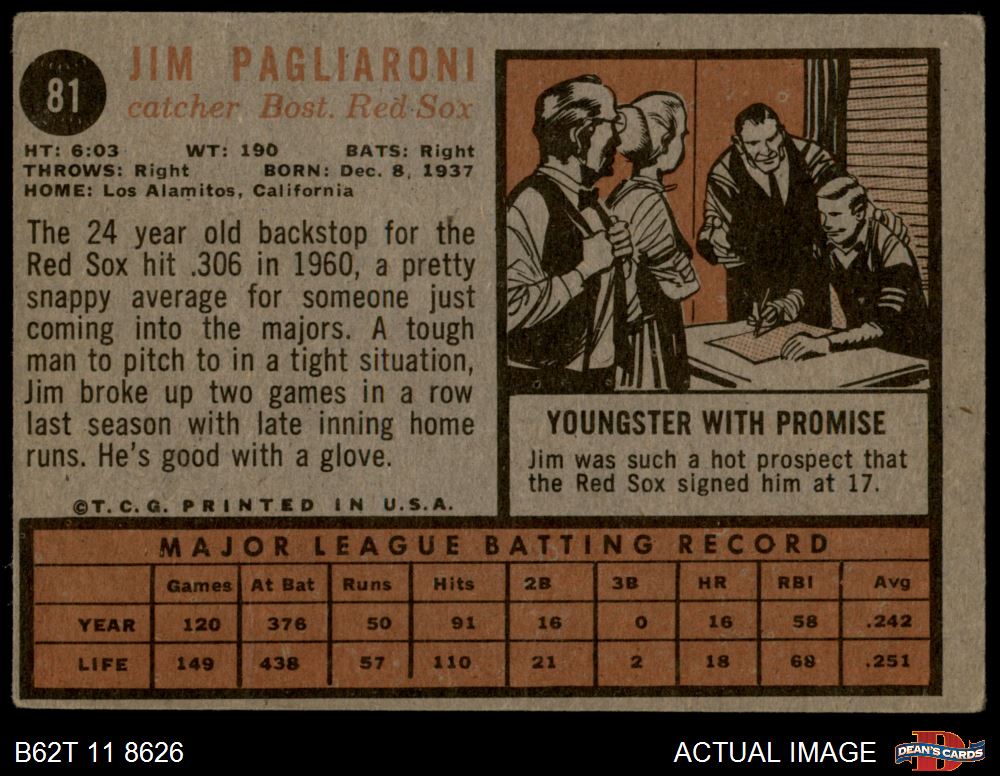 81
JIM PAGLIARONI
catcher Bost. Red Sox
HT: 6:03 WT: 190 BATS: Right
THROWS: Right BORN: Dec. 8, 1937
HOME: Los Alamitos, California
The 24 year old backstop for the
Red Sox hit .306 in 1960, a pretty
snappy average for someone just
coming into the majors. A tough
man to pitch to in a tight situation,
Jim broke up two games in a row
last season with late inning home
runs. He's good with a glove.
©T.C.G. PRINTED IN U.S.A.
YOUNGSTER WITH PROMISE
Jim was such a hot prospect that
the Red Sox signed him at 17.
MAJOR LEAGUE BATTING RECORD
Games At Bat Runs Hits 2B 3B HR RBI Avg
YEAR 120 376 50 91 16 0 16 58 .242
LIFE 149 438 57 110 21 2 18 68 .251
B62T 11 8626
ACTUAL IMAGE
DEAN'S CARDS